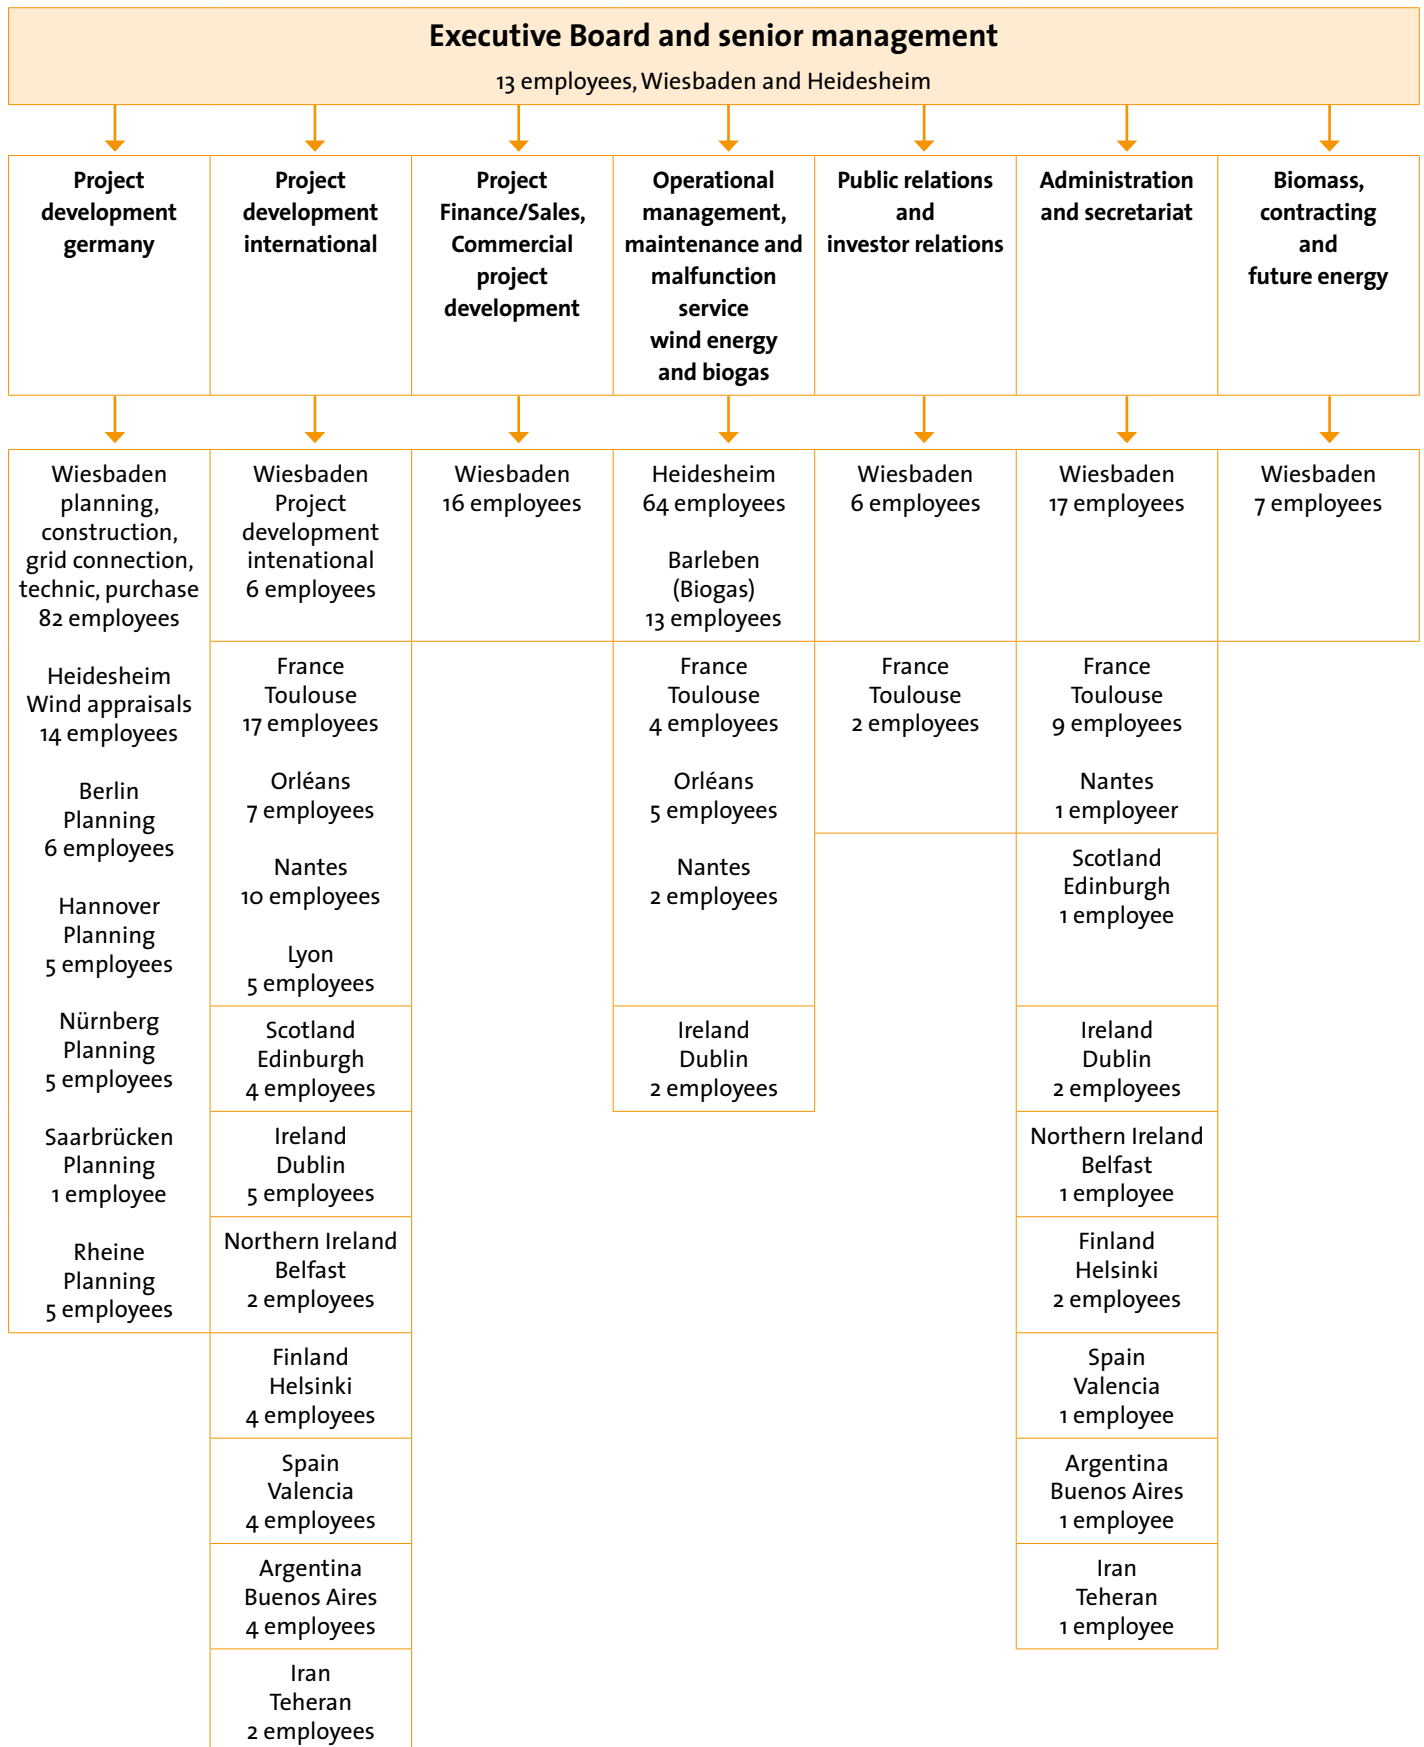 Executive Board and senior management
13 employees, Wiesbaden and Heidesheim
Project
development
germany
Project
development
international
Project
Finance/Sales,
Commercial
project
development
Operational
management,
maintenance and
malfunction
service
wind energy
and biogas
Public relations
and
investor relations
Administration
and secretariat
Biomass,
contracting
and
future energy
Wiesbaden
planning,
construction,
grid connection,
technic, purchase
82 employees
Heidesheim
Wind appraisals
14 employees
Berlin
Planning
6 employees
Hannover
Planning
5 employees
Nürnberg
Planning
5 employees
Saarbrücken
Planning
1 employee
Rheine
Planning
5 employees
Wiesbaden
Project
development
intenational
6 employees
France
Toulouse
17 employees
Orléans
7 employees
Nantes
10 employees
Lyon
5 employees
Scotland
Edinburgh
4 employees
Ireland
Dublin
5 employees
Northern Ireland
Belfast
2 employees
Finland
Helsinki
4 employees
Spain
Valencia
4 employees
Argentina
Buenos Aires
4 employees
Iran
Teheran
2 employees
Wiesbaden
16 employees
Heidesheim
64 employees
Barleben
(Biogas)
13 employees
France
Toulouse
4 employees
Orléans
5 employees
Nantes
2 employees
Ireland
Dublin
2 employees
Wiesbaden
6 employees
France
Toulouse
2 employees
Wiesbaden
17 employees
France
Toulouse
9 employees
Nantes
1 employeer
Scotland
Edinburgh
1 employee
Ireland
Dublin
2 employees
Northern Ireland
Belfast
1 employee
Finland
Helsinki
2 employees
Spain
Valencia
1 employee
Argentina
Buenos Aires
1 employee
Iran
Teheran
1 employee
Wiesbaden
7 employees